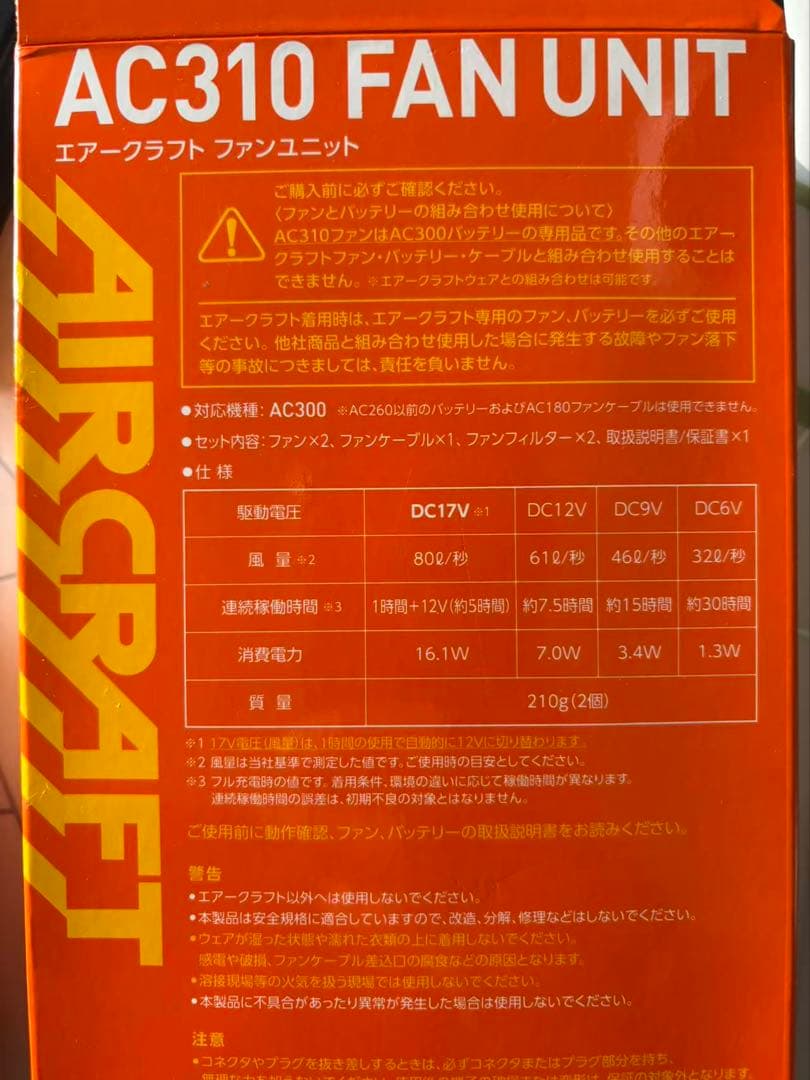 AC310 FAN UNIT
エアークラフト ファンユニット
AIRCRAFT
ご購入前に必ずご確認ください。
〈ファンとバッテリーの組み合わせ使用について〉
AC310ファンはAC300バッテリーの専用品です。その他のエアー
クラフトファン・バッテリー・ケーブルと組み合わせ使用することは
できません。※エアークラフトウェアとの組み合わせは可能です。
エアークラフト着用時は、エアークラフト専用のファン、バッテリーを必ずご使用
ください。他社商品と組み合わせ使用した場合に発生する故障やファン落下
等の事故につきましては、責任を負いません。
●対応機種：AC300 ※AC260以前のバッテリーおよびAC180ファンケーブルは使用できません。
●セット内容：ファン×2、ファンケーブル×1、ファンフィルター×2、取扱説明書/保証書×1
●仕様
駆動電圧 DC17V※1 DC12V DC9V DC6V
風量※2 80ℓ/秒 61ℓ/秒 46ℓ/秒 32ℓ/秒
連続稼働時間※3 1時間+12V(約5時間) 約7.5時間 約15時間 約30時間
消費電力 16.1W 7.0W 3.4W 1.3W
質量 210g(2個)
※1 17V電圧(風量)は、1時間の使用で自動的に12Vに切り替わります。
※2 風量は当社基準で測定した値です。ご使用時の目安としてください。
※3 フル充電時の値です。着用条件、環境の違いに応じて稼働時間が異なります。
連続稼働時間の誤差は、初期不良の対象とはなりません。
ご使用前に動作確認、ファン、バッテリーの取扱説明書をお読みください。
警告
●エアークラフト以外へは使用しないでください。
●本製品は安全規格に適合していますので、改造、分解、修理などはしないでください。
●ウェアが湿った状態や濡れた衣類の上に着用しないでください。
感電や破損、ファンケーブル差込口の腐食などの原因となります。
●溶接現場等の火気を扱う現場では使用しないでください。
●本製品に不具合があったり異常が発生した場合は使用しないでください。
注意
●コネクタやプラグを抜き差しするときは、必ずコネクタまたはプラグ部分を持ち、